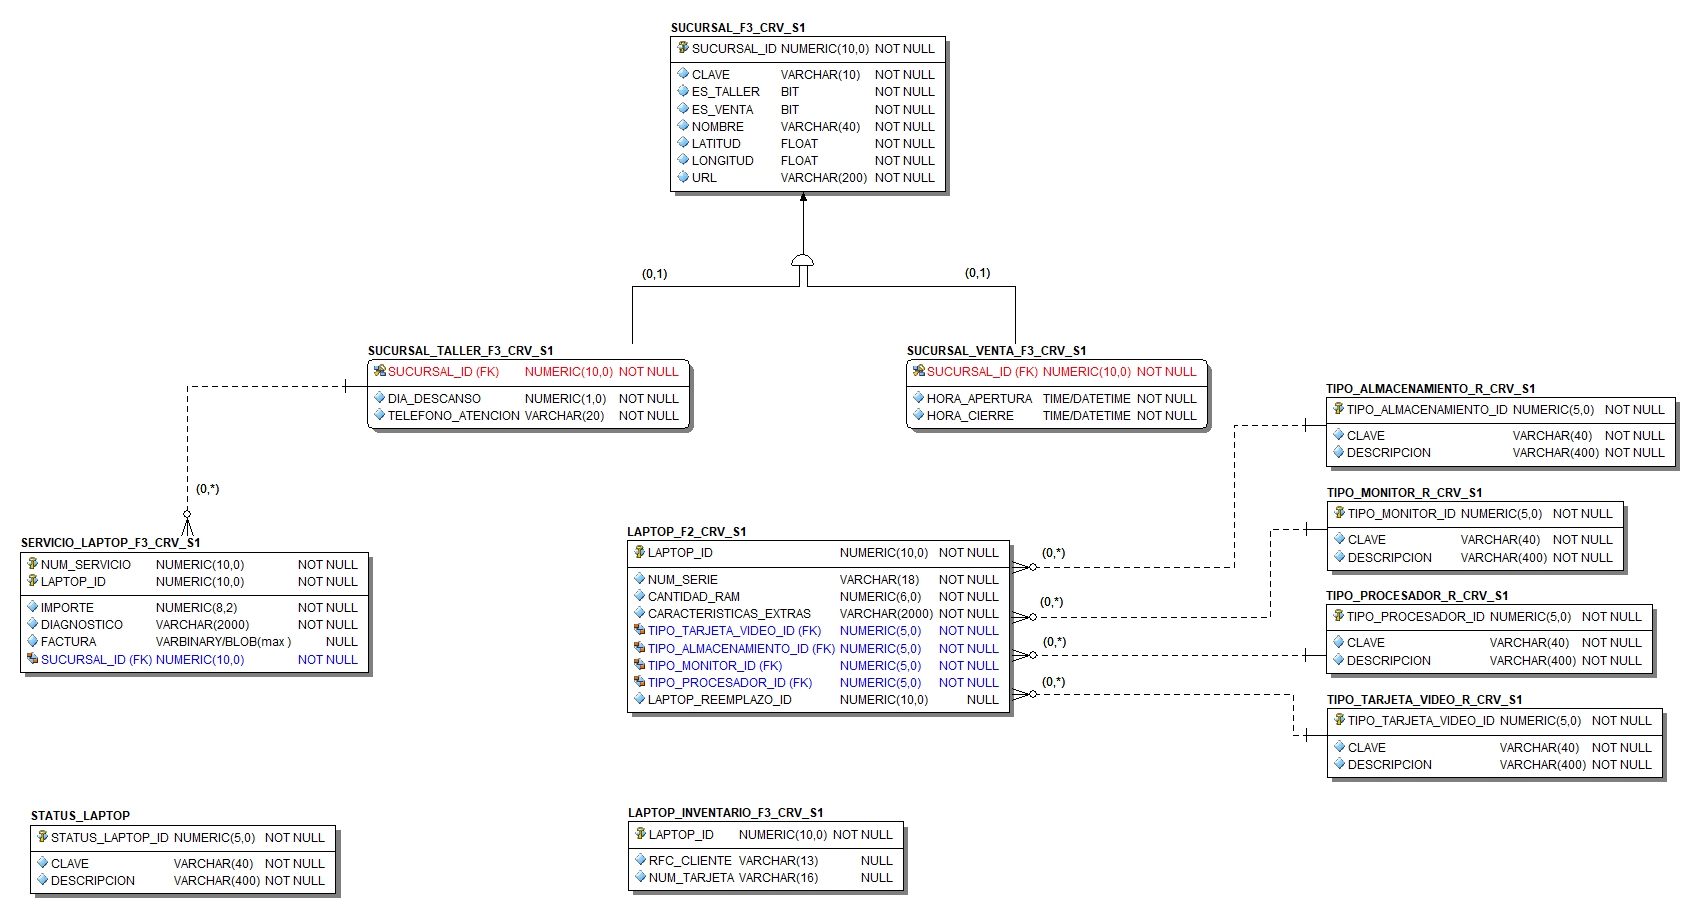 SUCURSAL_F3_CRV_S1
SUCURSAL_ID NUMERIC(10,0) NOT NULL
CLAVE VARCHAR(10) NOT NULL
ES_TALLER BIT NOT NULL
ES_VENTA BIT NOT NULL
NOMBRE VARCHAR(40) NOT NULL
LATITUD FLOAT NOT NULL
LONGITUD FLOAT NOT NULL
URL VARCHAR(200) NOT NULL
(0,1)
(0,1)
SUCURSAL_TALLER_F3_CRV_S1
SUCURSAL_ID (FK) NUMERIC(10,0) NOT NULL
DIA_DESCANSO NUMERIC(1,0) NOT NULL
TELEFONO_ATENCION VARCHAR(20) NOT NULL
SUCURSAL_VENTA_F3_CRV_S1
SUCURSAL_ID (FK) NUMERIC(10,0) NOT NULL
HORA_APERTURA TIME/DATETIME NOT NULL
HORA_CIERRE TIME/DATETIME NOT NULL
TIPO_ALMACENAMIENTO_R_CRV_S1
TIPO_ALMACENAMIENTO_ID NUMERIC(5,0) NOT NULL
CLAVE VARCHAR(40) NOT NULL
DESCRIPCION VARCHAR(400) NOT NULL
(0,*)
SERVICIO_LAPTOP_F3_CRV_S1
NUM_SERVICIO NUMERIC(10,0) NOT NULL
LAPTOP_ID NUMERIC(10,0) NOT NULL
IMPORTE NUMERIC(8,2) NOT NULL
DIAGNOSTICO VARCHAR(2000) NOT NULL
FACTURA VARBINARY/BLOB(max ) NULL
SUCURSAL_ID (FK) NUMERIC(10,0) NOT NULL
LAPTOP_F2_CRV_S1
LAPTOP_ID NUMERIC(10,0) NOT NULL
NUM_SERIE VARCHAR(18) NOT NULL
CANTIDAD_RAM NUMERIC(6,0) NOT NULL
CARACTERISTICAS_EXTRAS VARCHAR(2000) NOT NULL
TIPO_TARJETA_VIDEO_ID (FK) NUMERIC(5,0) NOT NULL
TIPO_ALMACENAMIENTO_ID (FK) NUMERIC(5,0) NOT NULL
TIPO_MONITOR_ID (FK) NUMERIC(5,0) NOT NULL
TIPO_PROCESADOR_ID (FK) NUMERIC(5,0) NOT NULL
LAPTOP_REEMPLAZO_ID NUMERIC(10,0) NULL
(0,*)
(0,*)
(0,*)
(0,*)
TIPO_MONITOR_R_CRV_S1
TIPO_MONITOR_ID NUMERIC(5,0) NOT NULL
CLAVE VARCHAR(40) NOT NULL
DESCRIPCION VARCHAR(400) NOT NULL
TIPO_PROCESADOR_R_CRV_S1
TIPO_PROCESADOR_ID NUMERIC(5,0) NOT NULL
CLAVE VARCHAR(40) NOT NULL
DESCRIPCION VARCHAR(400) NOT NULL
TIPO_TARJETA_VIDEO_R_CRV_S1
TIPO_TARJETA_VIDEO_ID NUMERIC(5,0) NOT NULL
CLAVE VARCHAR(40) NOT NULL
DESCRIPCION VARCHAR(400) NOT NULL
STATUS_LAPTOP
STATUS_LAPTOP_ID NUMERIC(5,0) NOT NULL
CLAVE VARCHAR(40) NOT NULL
DESCRIPCION VARCHAR(400) NOT NULL
LAPTOP_INVENTARIO_F3_CRV_S1
LAPTOP_ID NUMERIC(10,0) NOT NULL
RFC_CLIENTE VARCHAR(13) NULL
NUM_TARJETA VARCHAR(16) NULL